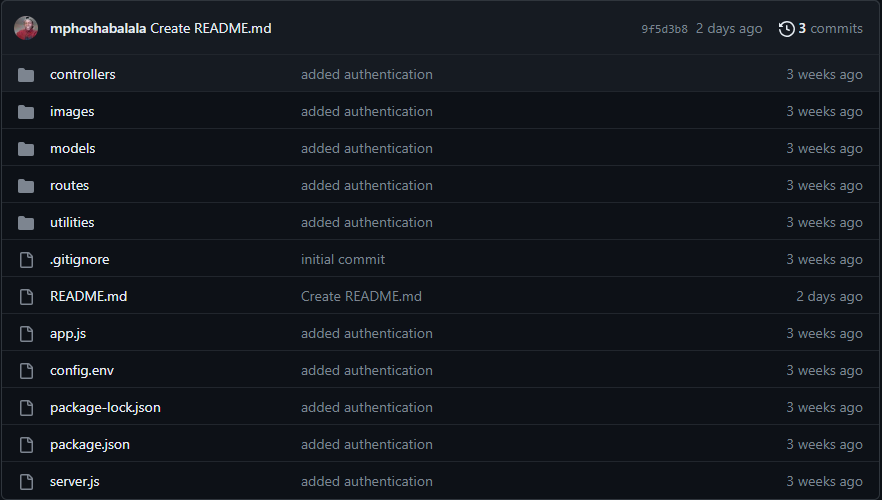 mphoshabalala Create README.md 9f5d3b8 2 days ago 3 commits
controllers added authentication 3 weeks ago
images added authentication 3 weeks ago
models added authentication 3 weeks ago
routes added authentication 3 weeks ago
utilities added authentication 3 weeks ago
.gitignore initial commit 3 weeks ago
README.md Create README.md 2 days ago
app.js added authentication 3 weeks ago
config.env added authentication 3 weeks ago
package-lock.json added authentication 3 weeks ago
package.json added authentication 3 weeks ago
server.js added authentication 3 weeks ago